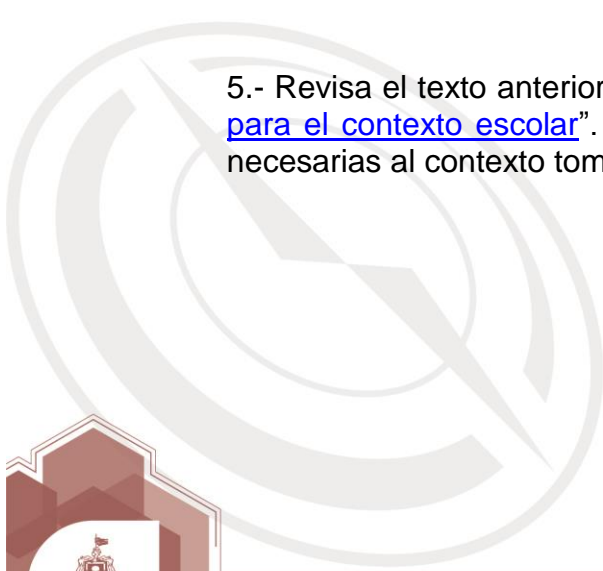 5.- Revisa el texto anterior
para el contexto escolar”.
necesarias al contexto tom